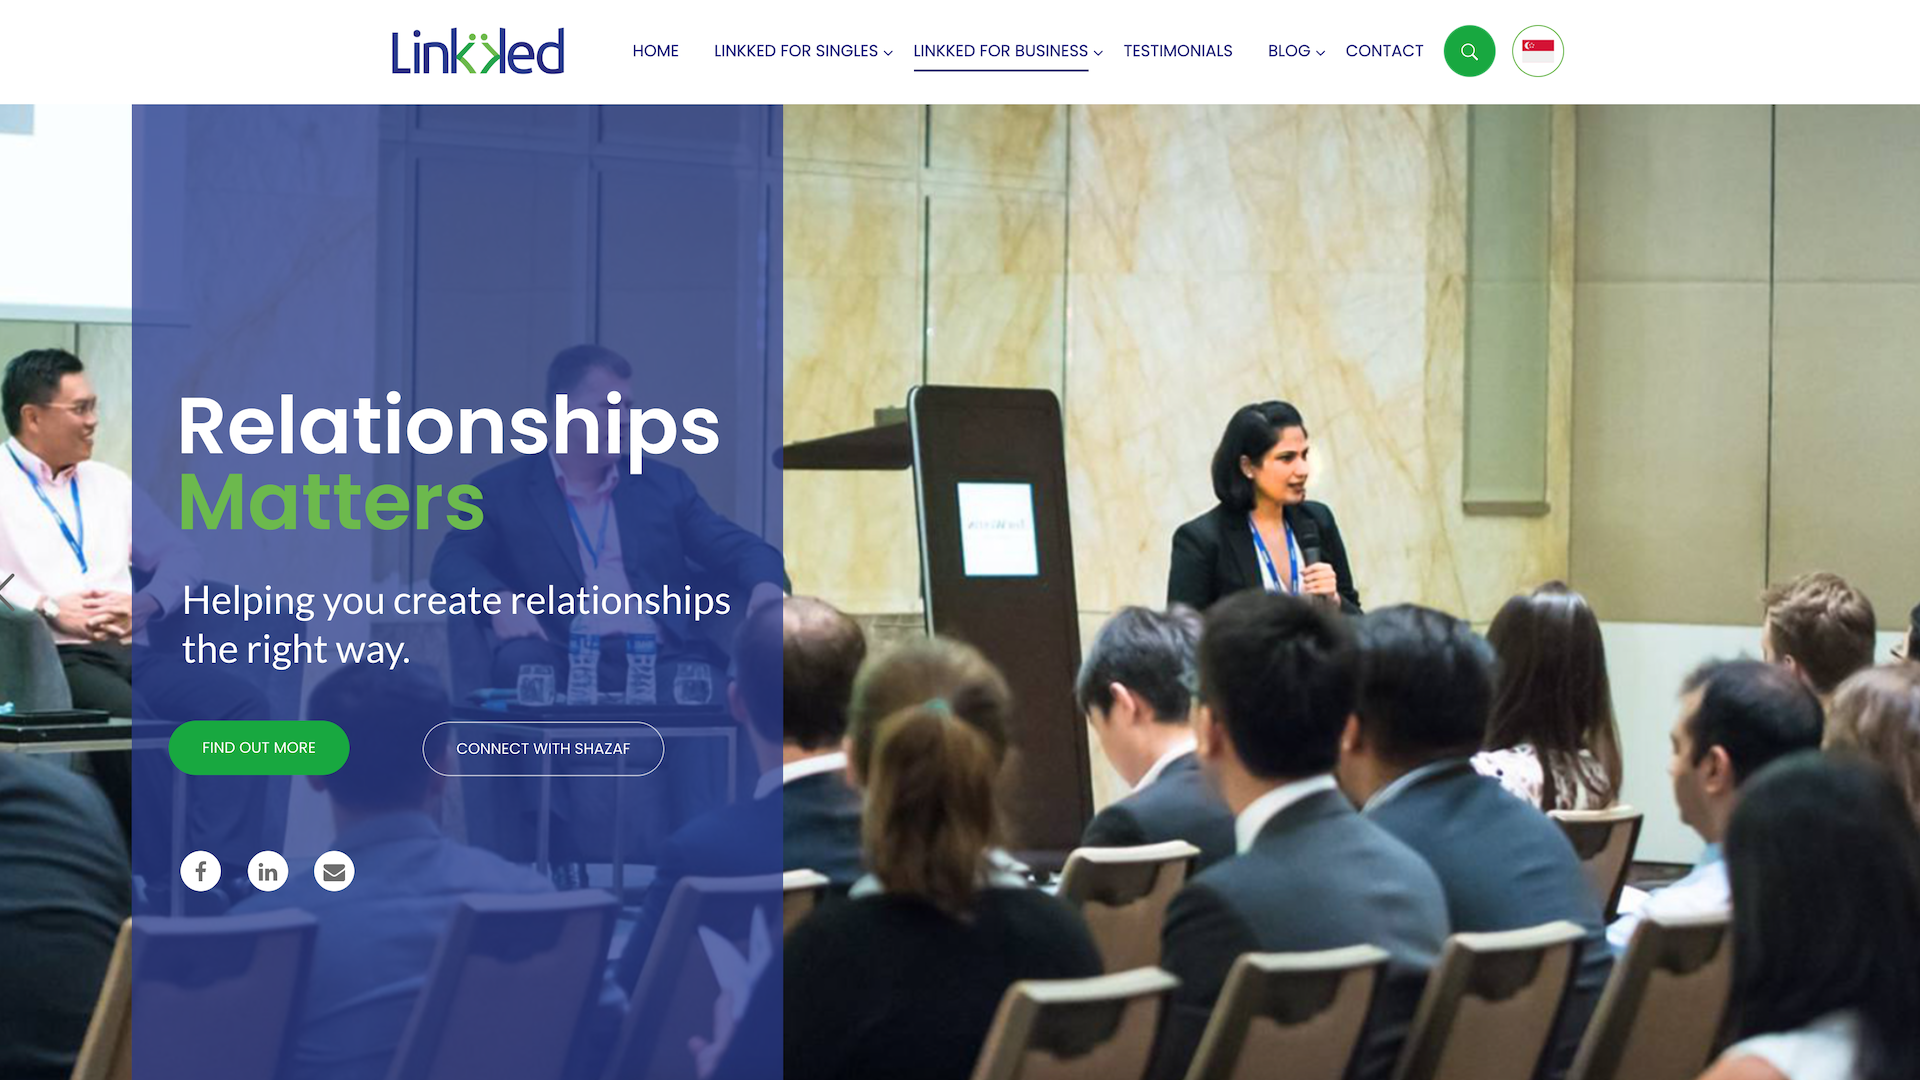 Linkked
HOME
LINKKED FOR SINGLES
LINKKED FOR BUSINESS
TESTIMONIALS
BLOG
CONTACT
Relationships
Matters
Helping you create relationships
the right way.
FIND OUT MORE
CONNECT WITH SHAZAF
f
in